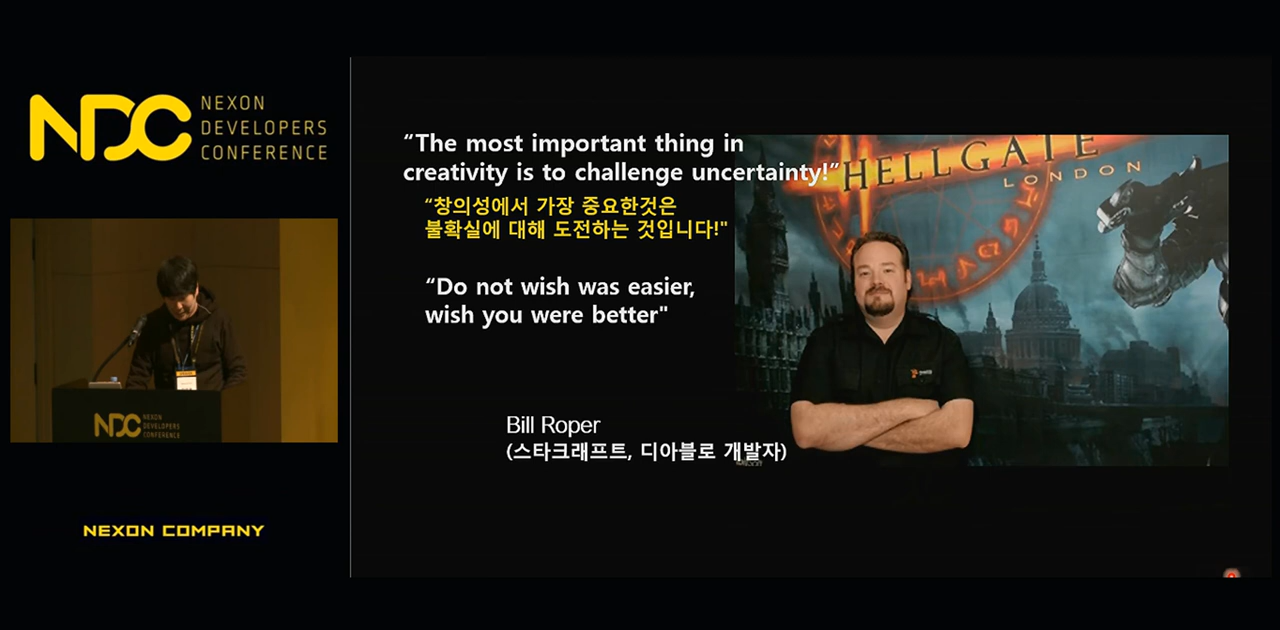 NDC
NEXON
DEVELOPERS
CONFERENCE
NDC
NEXON
DEVELOPERS
CONFERENCE
NEXON COMPANY
“The most important thing in
creativity is to challenge uncertainty!”
“창의성에서 가장 중요한것은
불확실에 대해 도전하는 것입니다!"
“Do not wish was easier,
wish you were better"
Bill Roper
(스타크래프트, 디아블로 개발자)
HELLGATE
LONDON